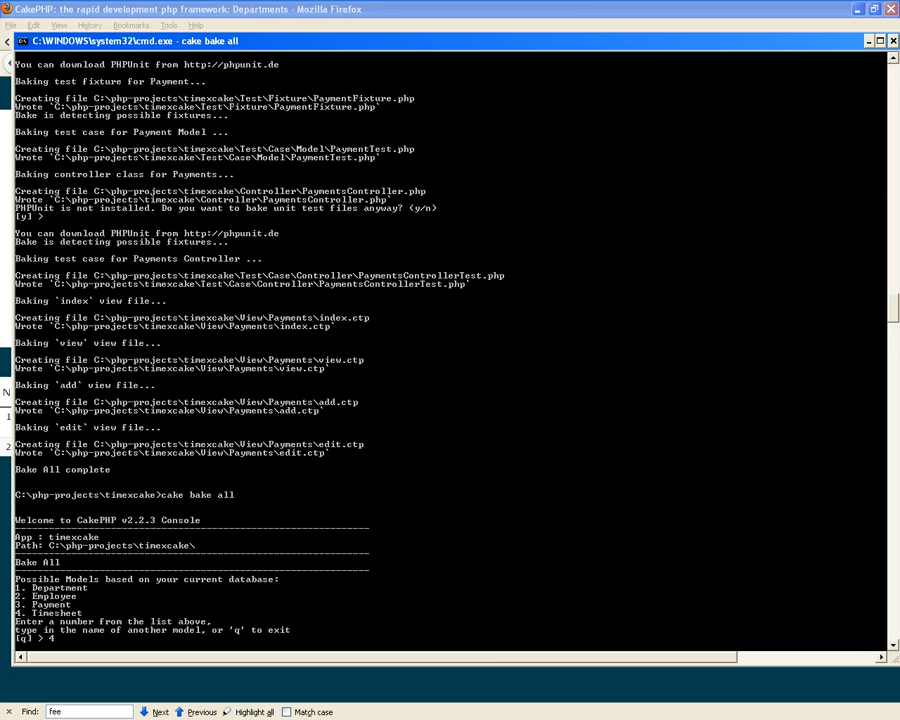 CakePHP: the rapid development php framework: Departments - Mozilla Firefox
File Edit View History Bookmarks Tools Help
C:\WINDOWS\system32\cmd.exe - cake bake all
You can download PHPUnit from http://phpunit.de
Baking test fixture for Payment...
Creating file C:\php-projects\timexcake\Test\Fixture\PaymentFixture.php
Wrote `C:\php-projects\timexcake\Test\Fixture\PaymentFixture.php`
Bake is detecting possible fixtures...
Baking test case for Payment Model ...
Creating file C:\php-projects\timexcake\Test\Case\Model\PaymentTest.php
Wrote `C:\php-projects\timexcake\Test\Case\Model\PaymentTest.php`
Baking controller class for Payments...
Creating file C:\php-projects\timexcake\Controller\PaymentsController.php
Wrote `C:\php-projects\timexcake\Controller\PaymentsController.php`
PHPUnit is not installed. Do you want to bake unit test files anyway? (y/n)
[y] >
You can download PHPUnit from http://phpunit.de
Bake is detecting possible fixtures...
Baking test case for Payments Controller ...
Creating file C:\php-projects\timexcake\Test\Case\Controller\PaymentsControllerTest.php
Wrote `C:\php-projects\timexcake\Test\Case\Controller\PaymentsControllerTest.php`
Baking `index` view file...
Creating file C:\php-projects\timexcake\View\Payments\index.ctp
Wrote `C:\php-projects\timexcake\View\Payments\index.ctp`
Baking `view` view file...
Creating file C:\php-projects\timexcake\View\Payments\view.ctp
Wrote `C:\php-projects\timexcake\View\Payments\view.ctp`
Baking `add` view file...
Creating file C:\php-projects\timexcake\View\Payments\add.ctp
Wrote `C:\php-projects\timexcake\View\Payments\add.ctp`
Baking `edit` view file...
Creating file C:\php-projects\timexcake\View\Payments\edit.ctp
Wrote `C:\php-projects\timexcake\View\Payments\edit.ctp`
Bake All complete
C:\php-projects\timexcake>cake bake all
Welcome to CakePHP v2.2.3 Console
---------------------------------------------------------------
App : timexcake
Path: C:\php-projects\timexcake\
---------------------------------------------------------------
Bake All
---------------------------------------------------------------
Possible Models based on your current database:
1. Department
2. Employee
3. Payment
4. Timesheet
Enter a number from the list above,
type in the name of another model, or 'q' to exit
[q] > 4
N
1
2
Find: fee Next Previous Highlight all Match case